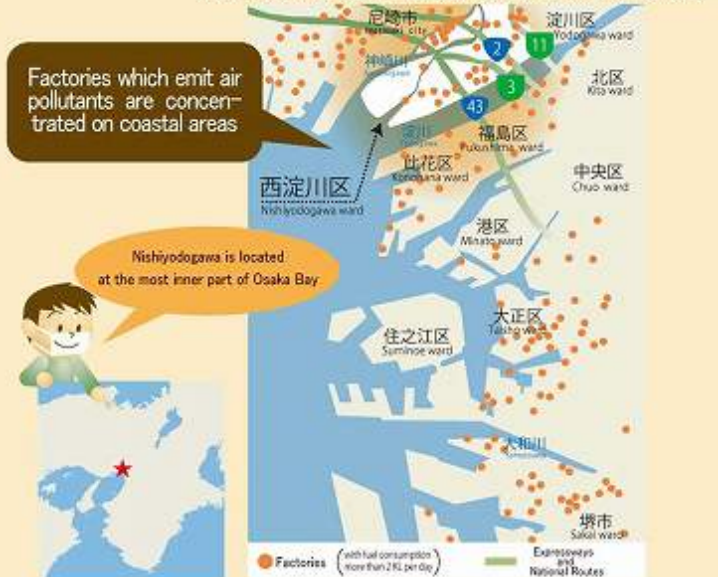 尼崎市
淀川区
Yodogawa ward
2
11
神崎川
北区
Kita ward
3
43
Factories which emit air
pollutants are concen-
trated on coastal areas
淀川
福島区
Fukushima ward
此花区
Konohana ward
西淀川区
Nishiyodogawa ward
中央区
Chuo ward
港区
Minato ward
Nishiyodogawa is located
at the most inner part of Osaka Bay
大正区
Taisho ward
住之江区
Suminoe ward
大和川
堺市
Sakai ward
Factories
(with fuel consumption
more than 2 KL per day)
Expressways
and
National Routes